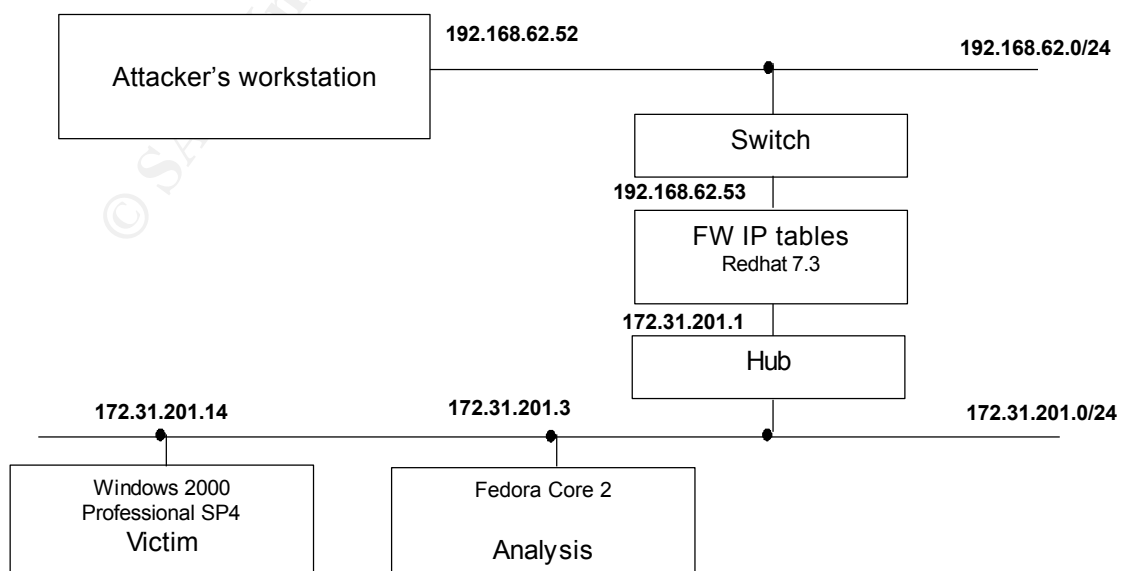 192.168.62.52
192.168.62.0/24
Attacker's workstation
Switch
192.168.62.53
FW IP tables
Redhat 7.3
172.31.201.1
Hub
172.31.201.14
172.31.201.3
172.31.201.0/24
Windows 2000
Professional SP4
Victim
Fedora Core 2
Analysis